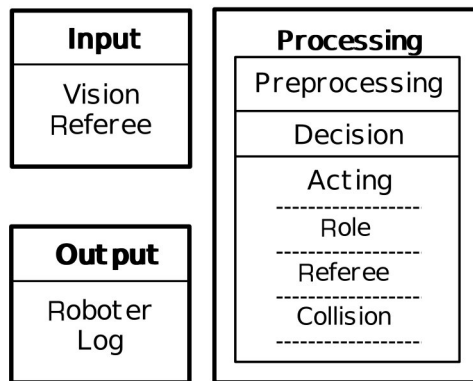 Input
Vision
Referee
Output
Roboter
Log
Processing
Preprocessing
Decision
Acting
Role
Referee
Collision